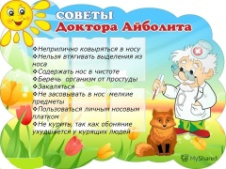 СОВЕТЫ
Доктора Айболита
❖Неприлично ковыряться в носу
❖Нельзя втягивать выделения из
носа
❖Содержать нос в чистоте
❖Беречь организм от простуды
❖Закаляться
❖Не засовывать в нос мелкие
предметы
❖Пользоваться личным носовым
платком
❖Не курить, так как обоняние
ухудшается у курящих людей
MyShared